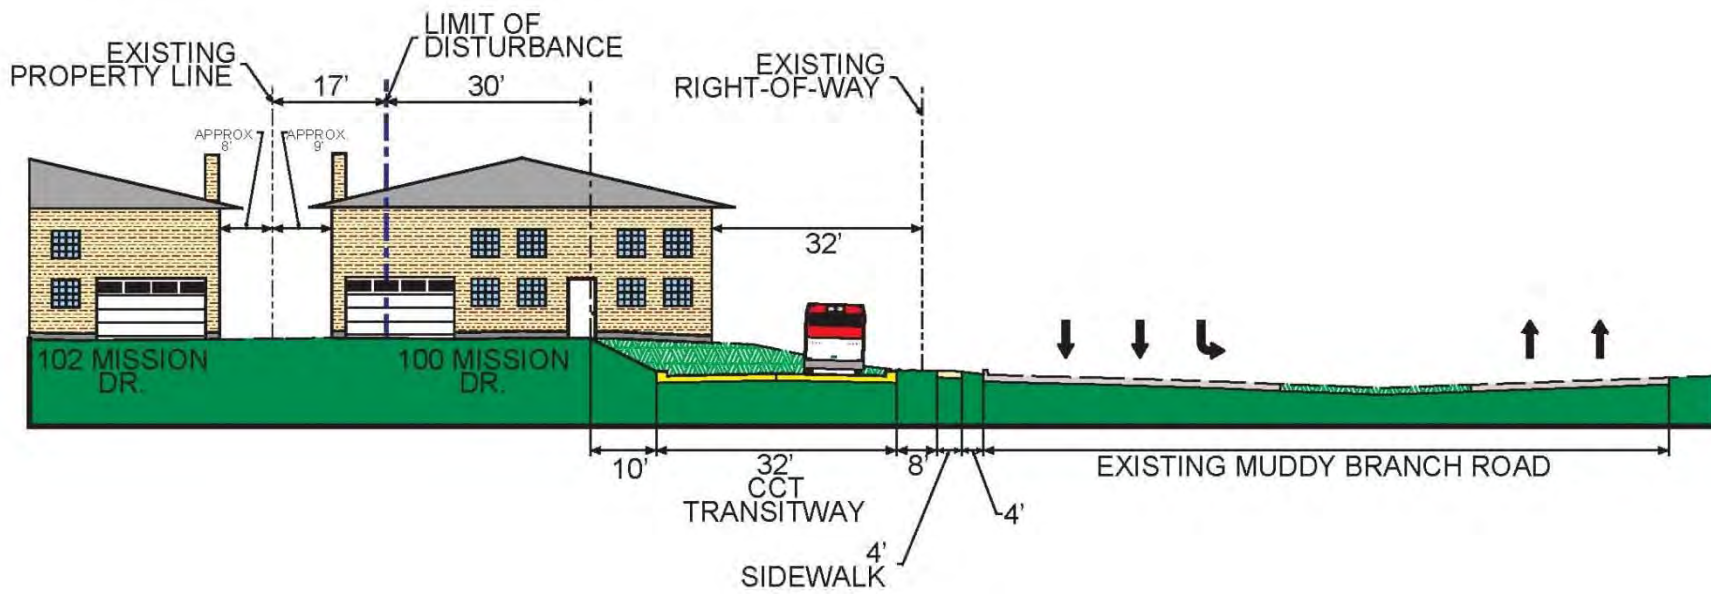 EXISTING
PROPERTY LINE
LIMIT OF
DISTURBANCE
17'
30'
EXISTING
RIGHT-OF-WAY
APPROX
8'
APPROX
9'
32'
102 MISSION
DR.
100 MISSION
DR.
10'
32'
CCT
TRANSITWAY
8'
4'
SIDEWALK
4'
EXISTING MUDDY BRANCH ROAD